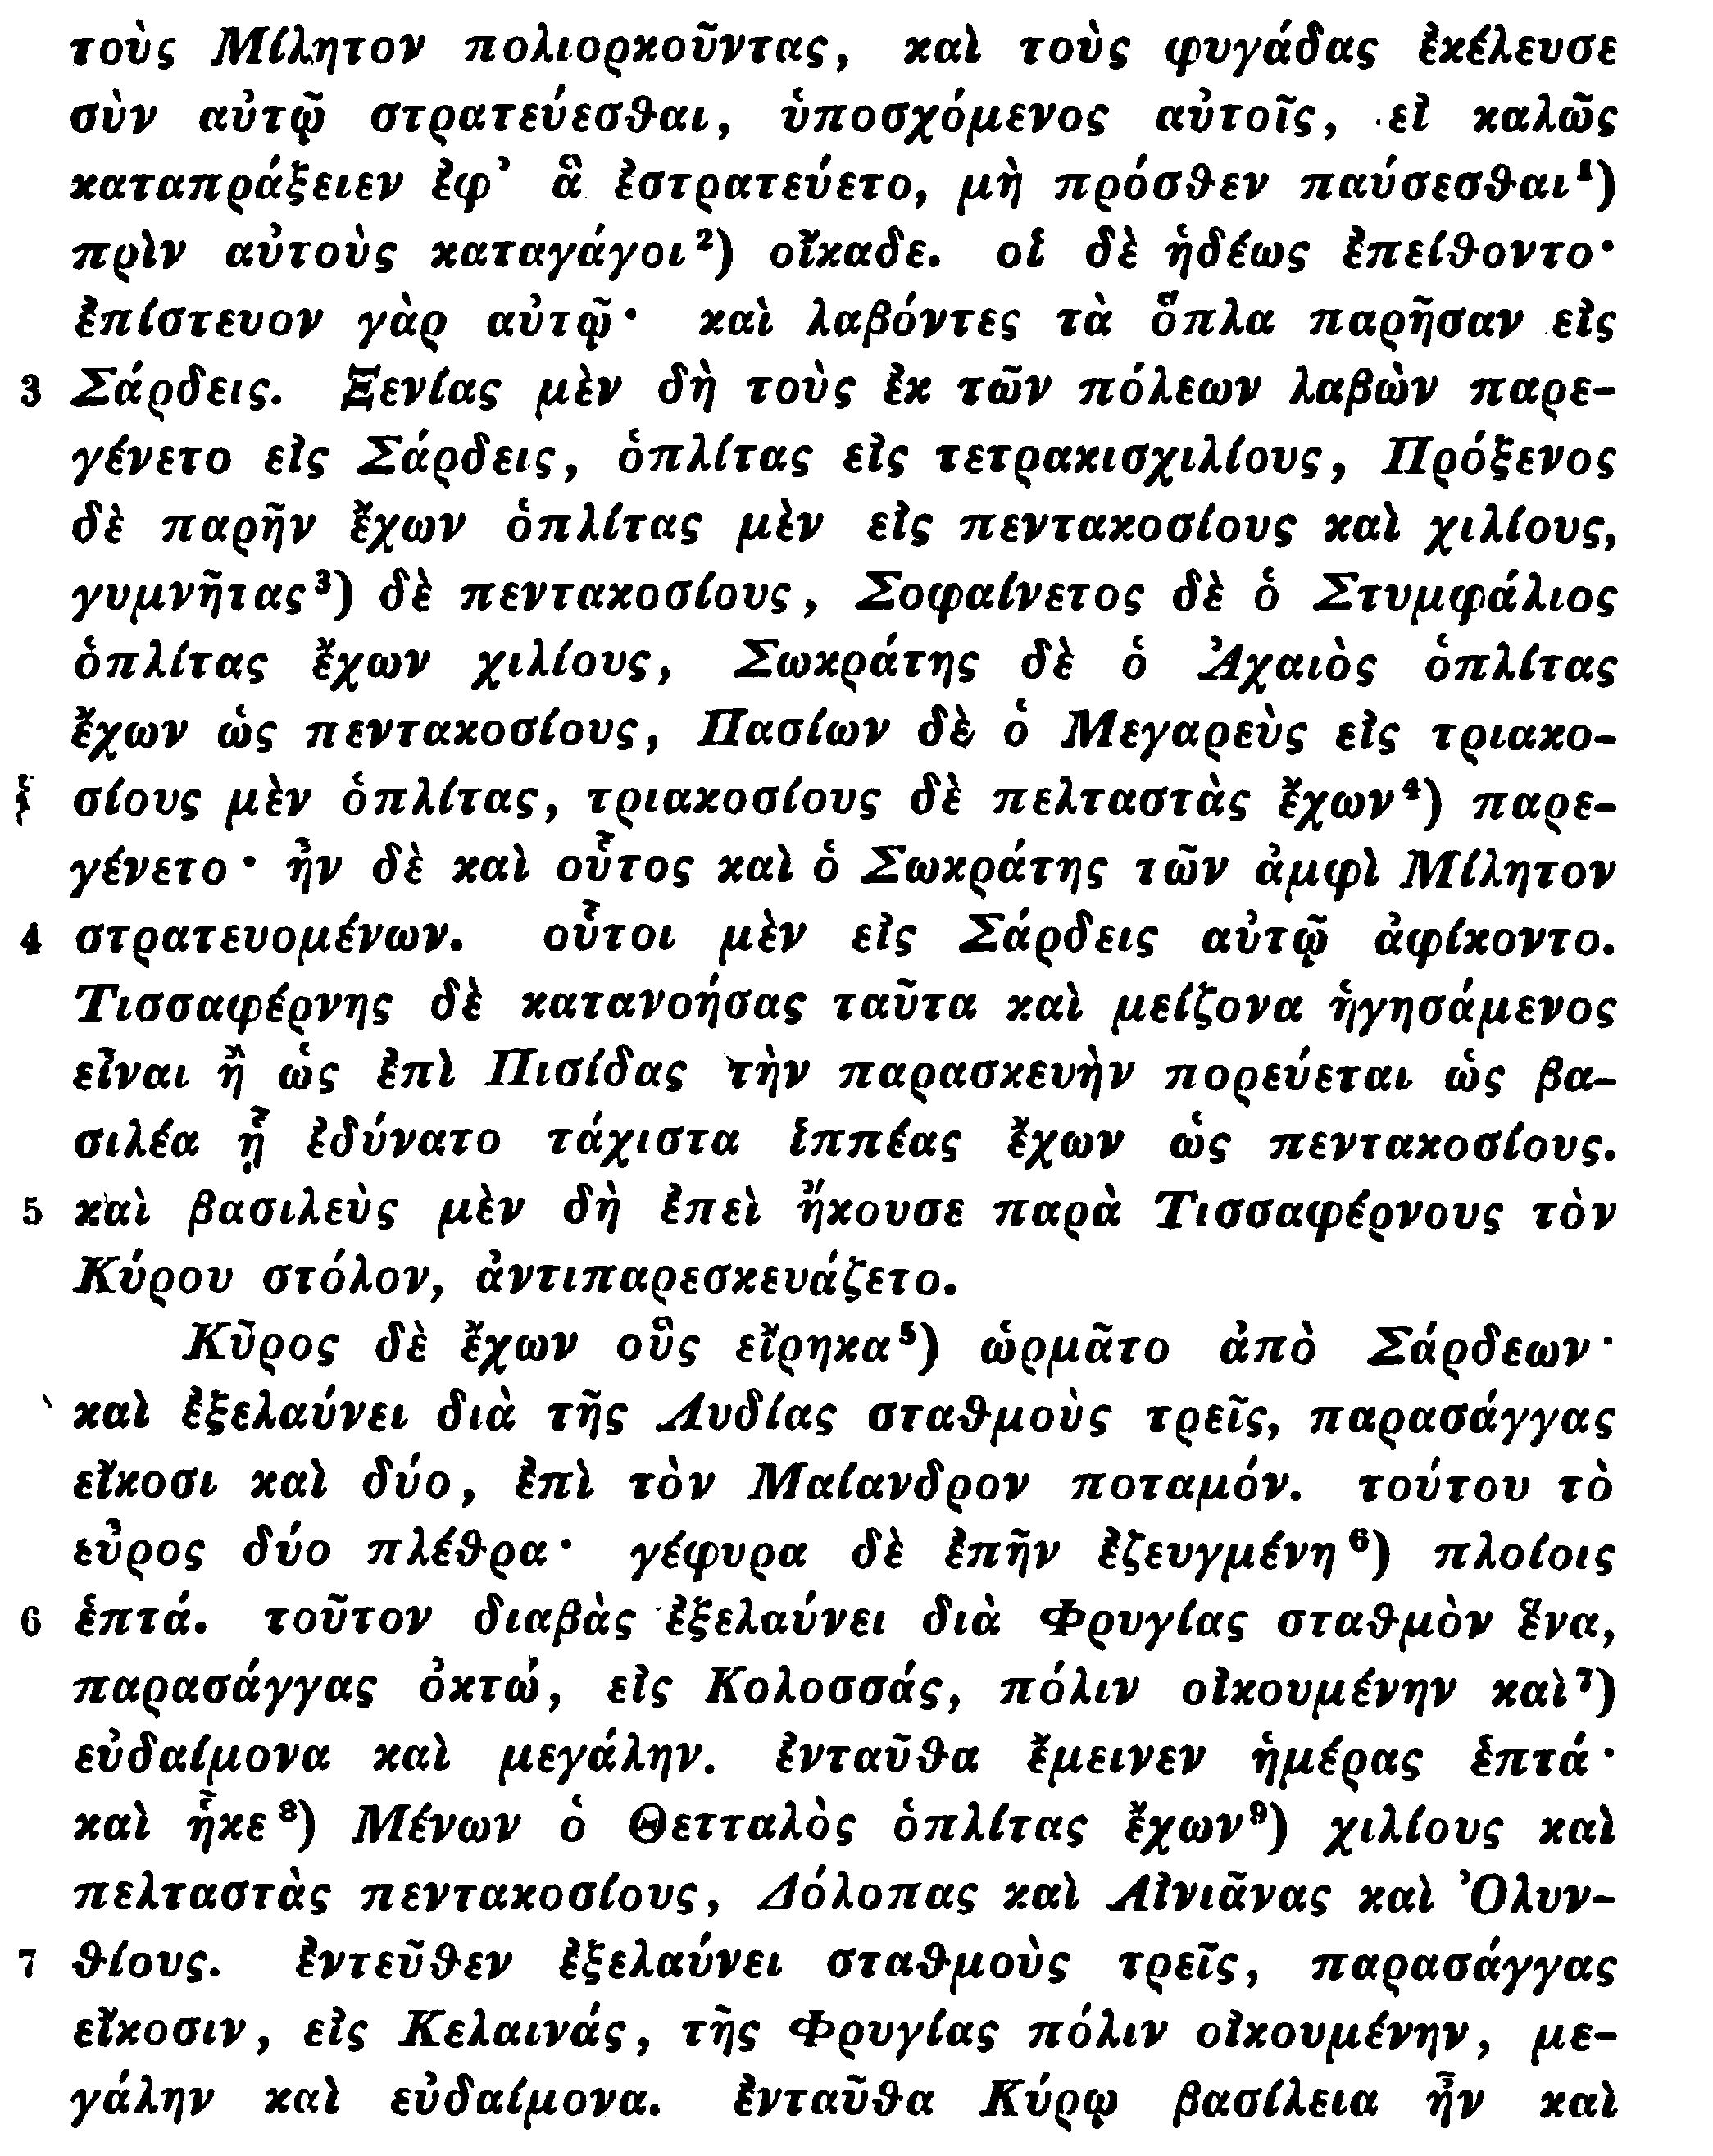 τοὺς Μίλητον πολιορκοῦντας, καὶ τοὺς φυγάδας ἐκέλευσε
σὺν αὐτῷ στρατεύεσθαι, ὑποσχόμενος αὐτοῖς, εἰ καλῶς
καταπράξειεν ἐφ’ ἃ ἐστρατεύετο, μὴ πρόσθεν παύσεσθαι¹)
πρὶν αὐτοὺς καταγάγοι²) οἴκαδε. οἱ δὲ ἡδέως ἐπείθοντο·
ἐπίστευον γὰρ αὐτῷ· καὶ λαβόντες τὰ ὅπλα παρῆσαν εἰς
3 Σάρδεις. Ξενίας μὲν δὴ τοὺς ἐκ τῶν πόλεων λαβὼν παρε-
γένετο εἰς Σάρδεις, ὁπλίτας εἰς τετρακισχιλίους, Πρόξενος
δὲ παρῆν ἔχων ὁπλίτας μὲν εἰς πεντακοσίους καὶ χιλίους,
γυμνῆτας³) δὲ πεντακοσίους, Σοφαίνετος δὲ ὁ Στυμφάλιος
ὁπλίτας ἔχων χιλίους, Σωκράτης δὲ ὁ Ἀχαιὸς ὁπλίτας
ἔχων ὡς πεντακοσίους, Πασίων δὲ ὁ Μεγαρεὺς εἰς τριακο-
σίους μὲν ὁπλίτας, τριακοσίους δὲ πελταστὰς ἔχων⁴) παρε-
γένετο· ἦν δὲ καὶ οὗτος καὶ ὁ Σωκράτης τῶν ἀμφὶ Μίλητον
4 στρατευομένων. οὗτοι μὲν εἰς Σάρδεις αὐτῷ ἀφίκοντο.
Τισσαφέρνης δὲ κατανοήσας ταῦτα καὶ μείζονα ἡγησάμενος
εἶναι ἢ ὡς ἐπὶ Πισίδας τὴν παρασκευὴν πορεύεται ὡς βα-
σιλέα ᾗ ἐδύνατο τάχιστα ἱππέας ἔχων ὡς πεντακοσίους.
5 καὶ βασιλεὺς μὲν δὴ ἐπεὶ ἤκουσε παρὰ Τισσαφέρνους τὸν
Κύρου στόλον, ἀντιπαρεσκευάζετο.
Κῦρος δὲ ἔχων οὓς εἴρηκα⁵) ὡρμᾶτο ἀπὸ Σάρδεων·
καὶ ἐξελαύνει διὰ τῆς Λυδίας σταθμοὺς τρεῖς, παρασάγγας
εἴκοσι καὶ δύο, ἐπὶ τὸν Μαίανδρον ποταμόν. τούτου τὸ
εὖρος δύο πλέθρα· γέφυρα δὲ ἐπῆν ἐζευγμένη⁶) πλοίοις
6 ἑπτά. τοῦτον διαβὰς ἐξελαύνει διὰ Φρυγίας σταθμὸν ἕνα,
παρασάγγας ὀκτώ, εἰς Κολοσσάς, πόλιν οἰκουμένην καὶ⁷)
εὐδαίμονα καὶ μεγάλην. ἐνταῦθα ἔμεινεν ἡμέρας ἑπτά·
καὶ ἧκε⁸) Μένων ὁ Θετταλὸς ὁπλίτας ἔχων⁹) χιλίους καὶ
πελταστὰς πεντακοσίους, Δόλοπας καὶ Αἰνιᾶνας καὶ Ὀλυν-
7 θίους. ἐντεῦθεν ἐξελαύνει σταθμοὺς τρεῖς, παρασάγγας
εἴκοσιν, εἰς Κελαινάς, τῆς Φρυγίας πόλιν οἰκουμένην, με-
γάλην καὶ εὐδαίμονα. ἐνταῦθα Κύρῳ βασίλεια ἦν καὶ